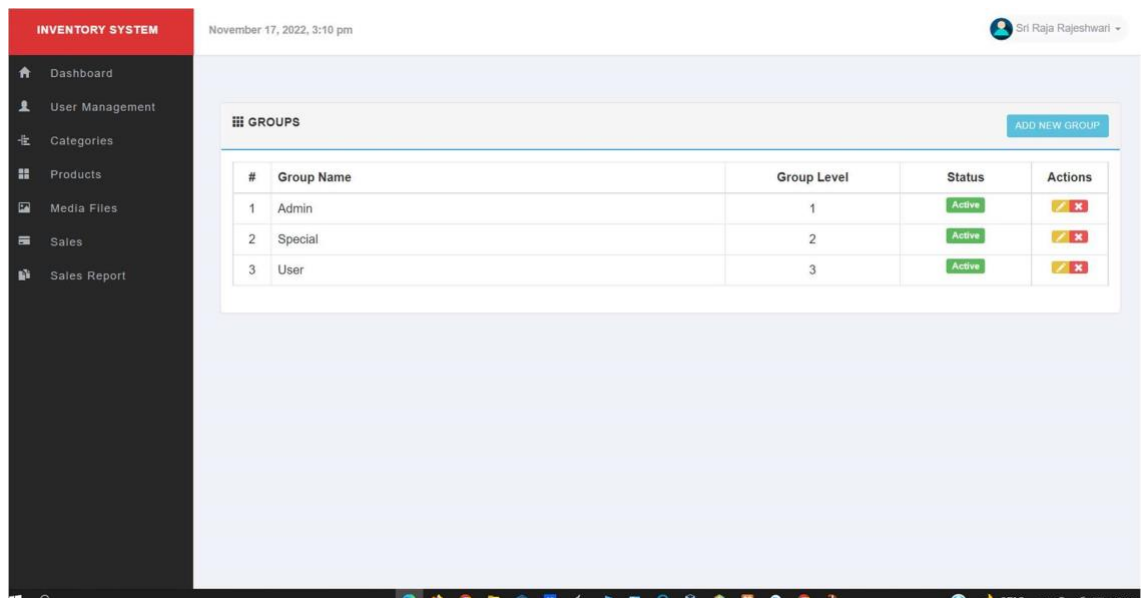 INVENTORY SYSTEM
November 17, 2022, 3:10 pm
Sri Raja Rajeshwari
Dashboard
User Management
Categories
Products
Media Files
Sales
Sales Report
GROUPS
ADD NEW GROUP
# Group Name Group Level Status Actions
1 Admin 1 Active
2 Special 2 Active
3 User 3 Active